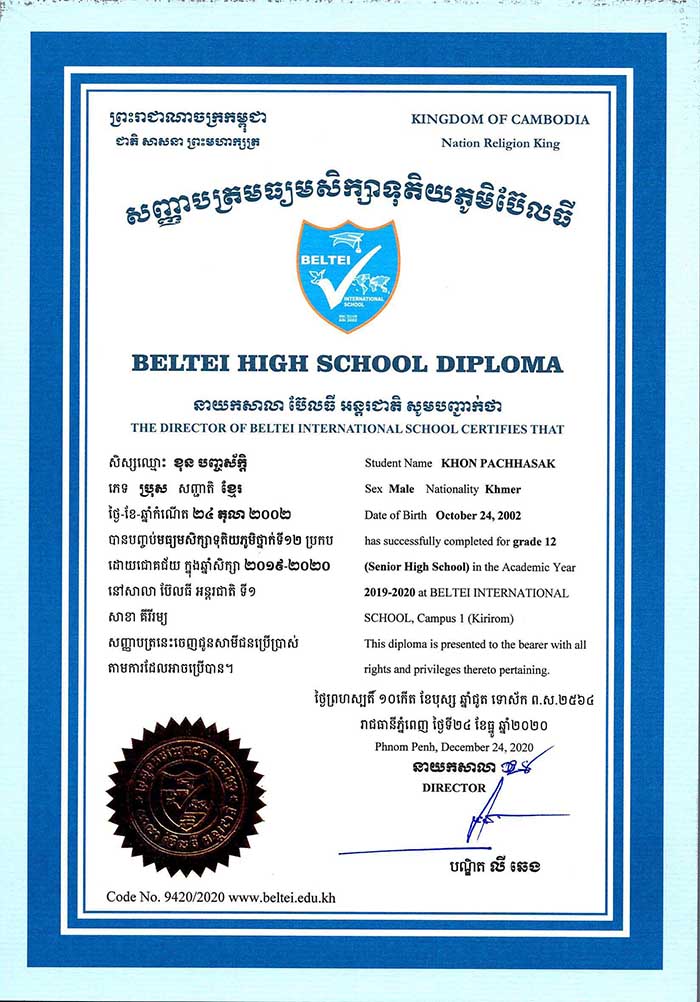 ព្រះរាជាណាចក្រកម្ពុជា
ជាតិ សាសនា ព្រះមហាក្សត្រ
KINGDOM OF CAMBODIA
Nation Religion King
សញ្ញាបត្រមធ្យមសិក្សាទុតិយភូមិប៊ែលធី
BELTEI
INTERNATIONAL
SCHOOL
BELTEI HIGH SCHOOL DIPLOMA
នាយកសាលា ប៊ែលធី អន្តរជាតិ សូមបញ្ជាក់ថា
THE DIRECTOR OF BELTEI INTERNATIONAL SCHOOL CERTIFIES THAT
សិស្សឈ្មោះ ខុន បញ្ចស័ក្តិ
ភេទ ប្រុស សញ្ជាតិ ខ្មែរ
ថ្ងៃ-ខែ-ឆ្នាំកំណើត ២៤ តុលា ២០០២
បានបញ្ចប់មធ្យមសិក្សាទុតិយភូមិថ្នាក់ទី១២ ប្រកប
ដោយជោគជ័យ ក្នុងឆ្នាំសិក្សា ២០១៩-២០២០
នៅសាលា ប៊ែលធី អន្តរជាតិ ទី១
សាខា គីរីរម្យ
សញ្ញាបត្រនេះចេញជូនសាមីជនប្រើប្រាស់
តាមការដែលអាចប្រើបាន។
Student Name KHON PACHHASAK
Sex Male Nationality Khmer
Date of Birth October 24, 2002
has successfully completed for grade 12
(Senior High School) in the Academic Year
2019-2020 at BELTEI INTERNATIONAL
SCHOOL, Campus 1 (Kirirom)
This diploma is presented to the bearer with all
rights and privileges thereto pertaining.
ថ្ងៃព្រហស្បតិ៍ ១០កើត ខែបុស្ស ឆ្នាំជូត ទោស័ក ព.ស.២៥៦៤
រាជធានីភ្នំពេញ ថ្ងៃទី២៤ ខែធ្នូ ឆ្នាំ២០២០
Phnom Penh, December 24, 2020
នាយកសាលា
DIRECTOR
បណ្ឌិត លី ឆេង
Code No. 9420/2020 www.beltei.edu.kh